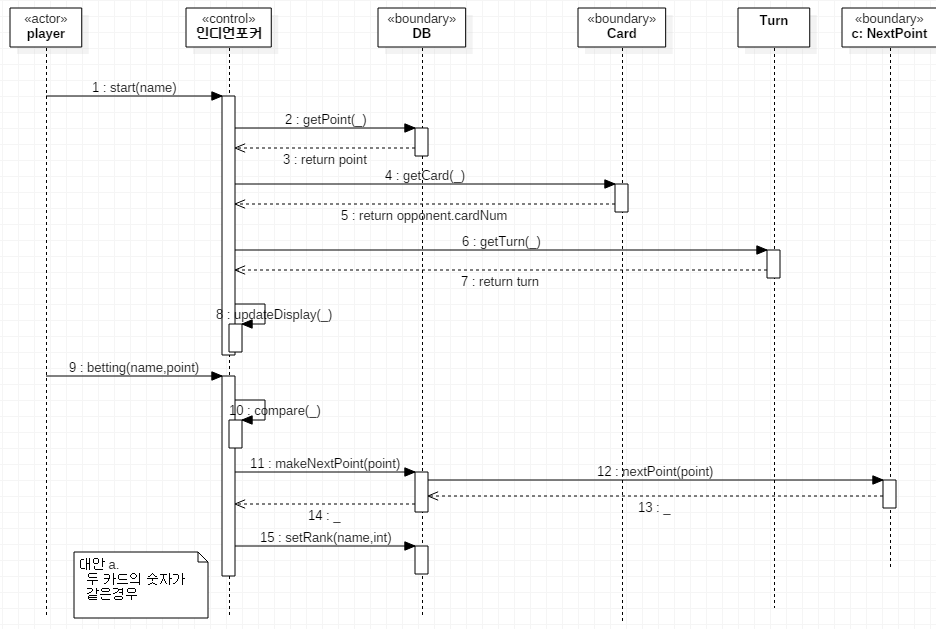 «actor»
player
«control»
인디언포커
«boundary»
DB
«boundary»
Card
Turn
«boundary»
c: NextPoint
1 : start(name)
2 : getPoint(_)
3 : return point
4 : getCard(_)
5 : return opponent.cardNum
6 : getTurn(_)
7 : return turn
8 : updateDisplay(_)
9 : betting(name,point)
10 : compare(_)
11 : makeNextPoint(point)
12 : nextPoint(point)
13 : _
14 : _
15 : setRank(name,int)
대안 a.
두 카드의 숫자가
같은경우